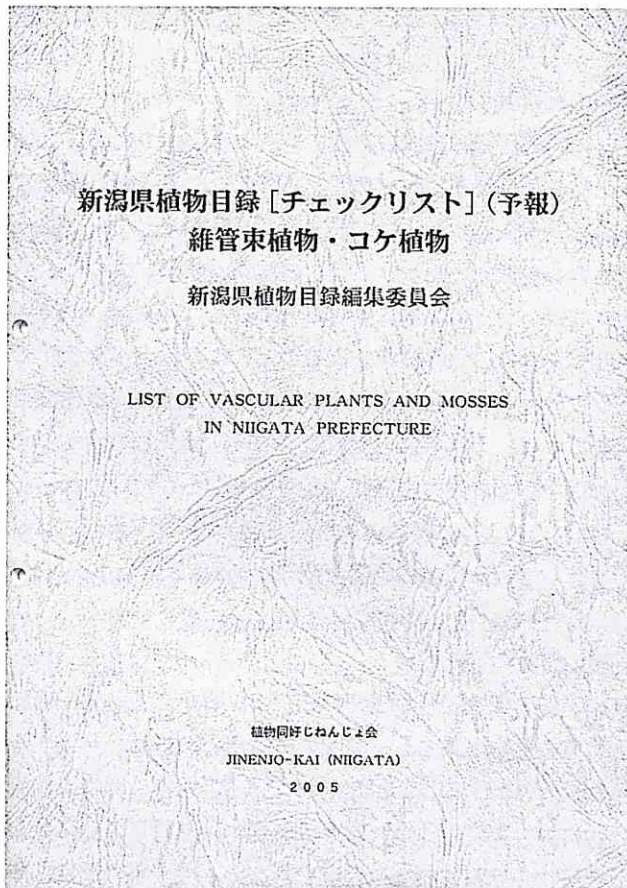 新潟県植物目録［チェックリスト］（予報）
維管束植物・コケ植物
新潟県植物目録編集委員会
LIST OF VASCULAR PLANTS AND MOSSES
IN NIIGATA PREFECTURE
植物同好じねんじょ会
JINENJO-KAI (NIIGATA)
2005